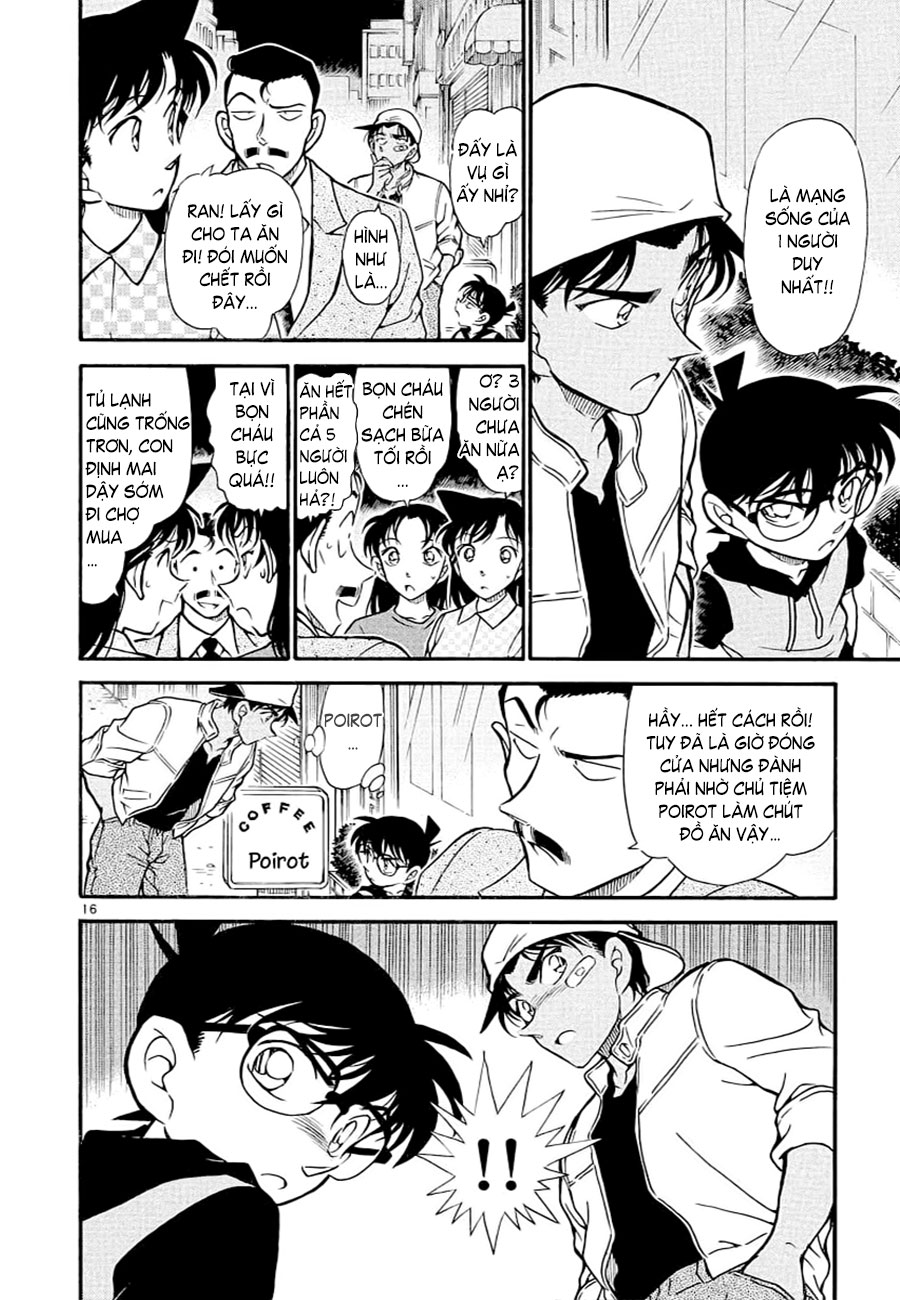 LÀ MẠNG
SỐNG CỦA
1 NGƯỜI
DUY
NHẤT!!
ĐẤY LÀ
VỤ GÌ
ẤY NHỈ?
HÌNH
NHƯ
LÀ...
RAN! LẤY GÌ
CHO TA ĂN
ĐI! ĐÓI MUỐN
CHẾT RỒI
ĐÂY...
Ơ? 3
NGƯỜI
CHƯA
ĂN NỮA
Ạ?
BỌN CHÁU
CHÉN
SẠCH BỮA
TỐI RỒI
...
ĂN HẾT
PHẦN
CẢ 5
NGƯỜI
LUÔN
HẢ?!
TẠI VÌ
BỌN
CHÁU
BỰC
QUÁ!!
TỦ LẠNH
CŨNG TRỐNG
TRƠN, CON
ĐỊNH MAI
DẬY SỚM
ĐI CHỢ
MUA
...
HẦY... HẾT CÁCH RỒI!
TUY ĐÃ LÀ GIỜ ĐÓNG
CỬA NHƯNG ĐÀNH
PHẢI NHỜ CHỦ TIỆM
POIROT LÀM CHÚT
ĐỒ ĂN VẬY...
POIROT
...
COFFEE
Poirot
16
!!